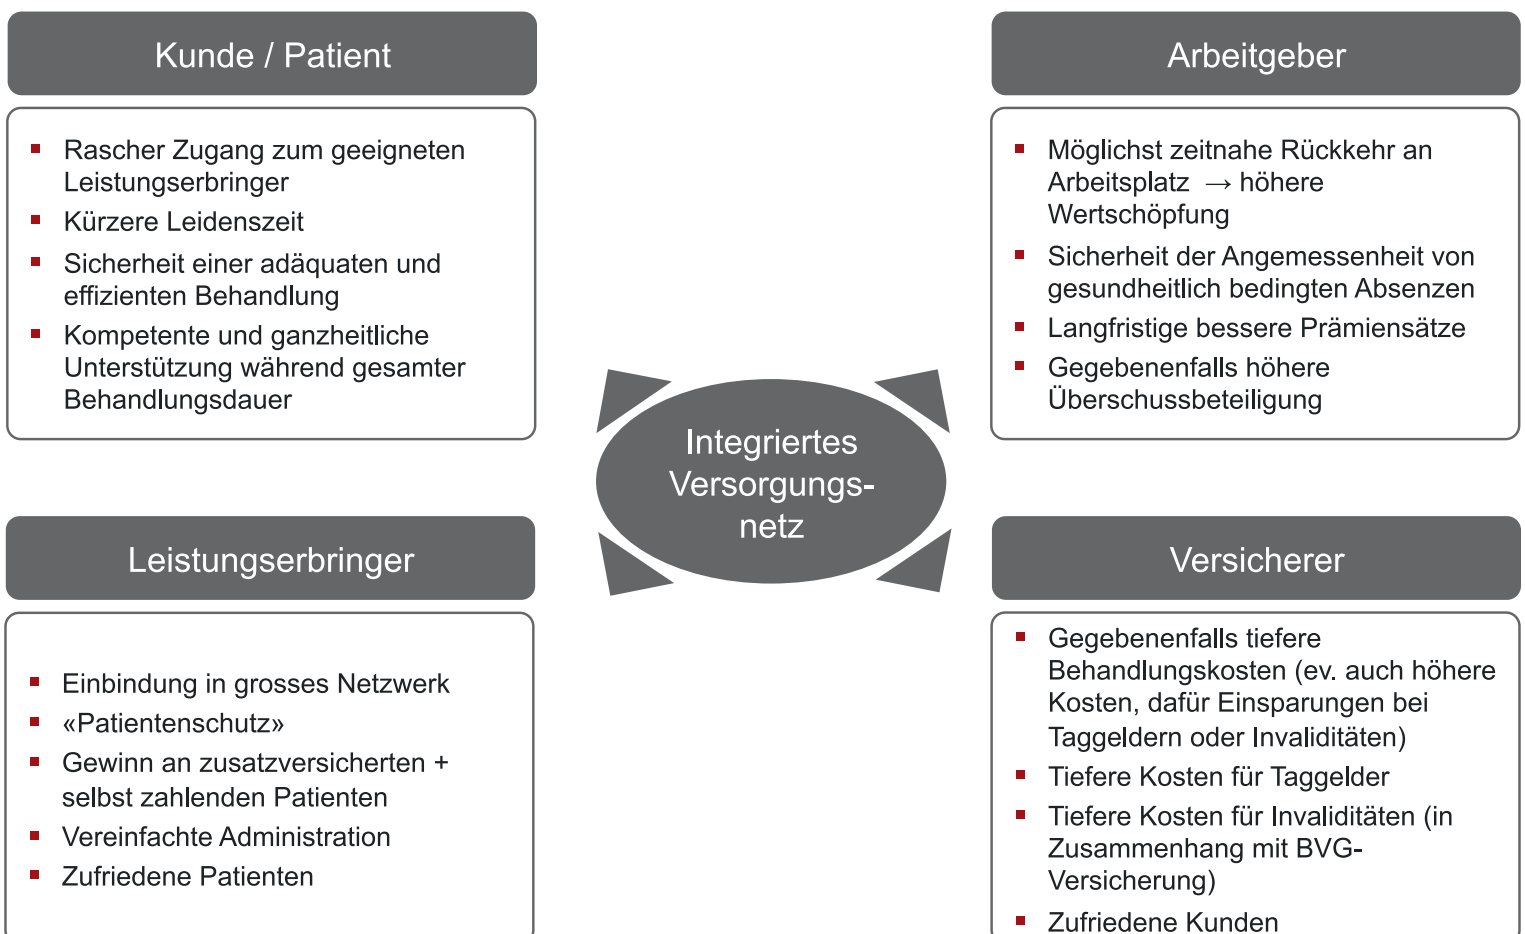 Kunde / Patient
Rascher Zugang zum geeigneten
Leistungserbringer
Kürzere Leidenszeit
Sicherheit einer adäquaten und
effizienten Behandlung
Kompetente und ganzheitliche
Unterstützung während gesamter
Behandlungsdauer
Arbeitgeber
Möglichst zeitnahe Rückkehr an
Arbeitsplatz → höhere
Wertschöpfung
Sicherheit der Angemessenheit von
gesundheitlich bedingten Absenzen
Langfristige bessere Prämiensätze
Gegebenenfalls höhere
Überschussbeteiligung
Integriertes
Versorgungs-
netz
Leistungserbringer
Einbindung in grosses Netzwerk
«Patientenschutz»
Gewinn an zusatzversicherten +
selbst zahlenden Patienten
Vereinfachte Administration
Zufriedene Patienten
Versicherer
Gegebenenfalls tiefere
Behandlungskosten (ev. auch höhere
Kosten, dafür Einsparungen bei
Taggeldern oder Invaliditäten)
Tiefere Kosten für Taggelder
Tiefere Kosten für Invaliditäten (in
Zusammenhang mit BVG-
Versicherung)
Zufriedene Kunden